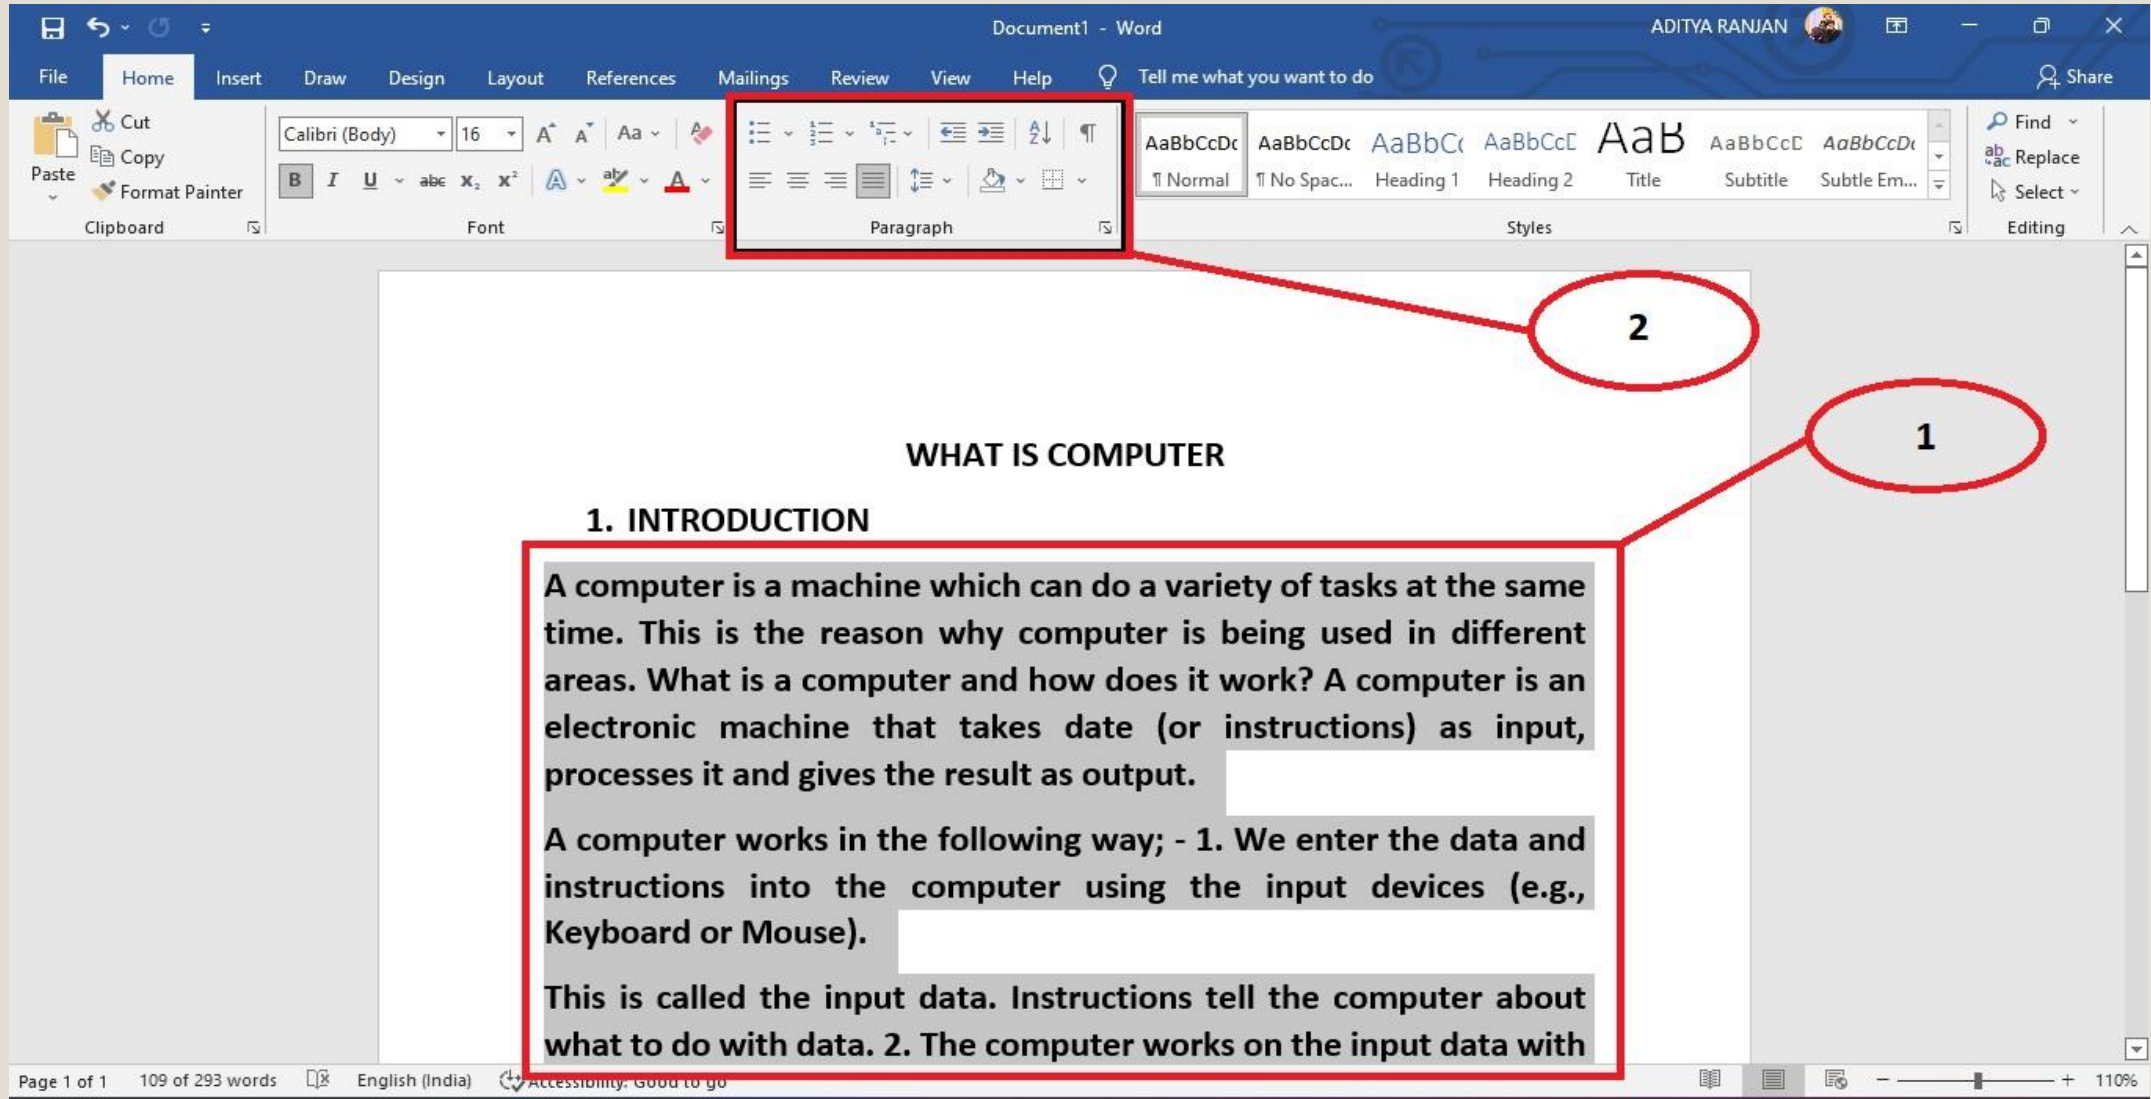 Document1 - Word
ADITYA RANJAN
File Home Insert Draw Design Layout References Mailings Review View Help Tell me what you want to do Share
Paste
Cut
Copy
Format Painter
Clipboard
Calibri (Body) 16 A A Aa
B I U abc x₂ x² A aby A
Font
Paragraph
AaBbCcDc AaBbCcDc AaBbCc AaBbCcD AaB AaBbCcD AaBbCcDc
¶ Normal ¶ No Spac... Heading 1 Heading 2 Title Subtitle Subtle Em...
Styles
Find
Replace
Select
Editing
2
1
WHAT IS COMPUTER
1. INTRODUCTION
A computer is a machine which can do a variety of tasks at the same
time. This is the reason why computer is being used in different
areas. What is a computer and how does it work? A computer is an
electronic machine that takes date (or instructions) as input,
processes it and gives the result as output.
A computer works in the following way; - 1. We enter the data and
instructions into the computer using the input devices (e.g.,
Keyboard or Mouse).
This is called the input data. Instructions tell the computer about
what to do with data. 2. The computer works on the input data with
Page 1 of 1 109 of 293 words English (India) Accessibility: Good to go 110%